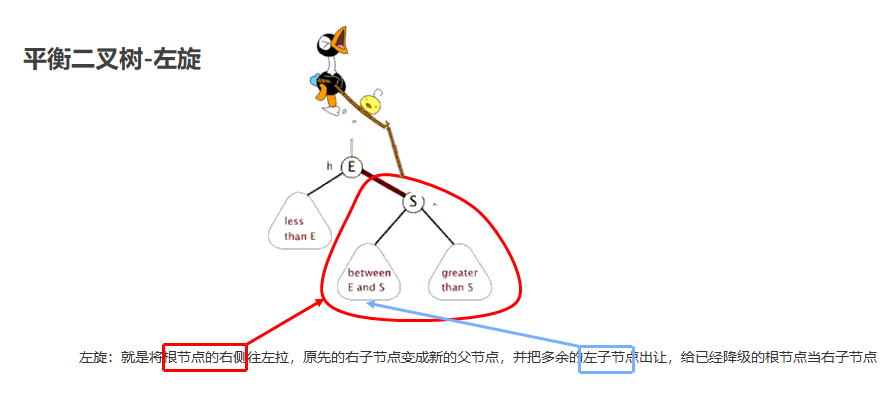 平衡二叉树-左旋
h
E
S
less
than E
between
E and S
greater
than S
左旋：就是将根节点的右侧往左拉，原先的右子节点变成新的父节点，并把多余的左子节点出让，给已经降级的根节点当右子节点